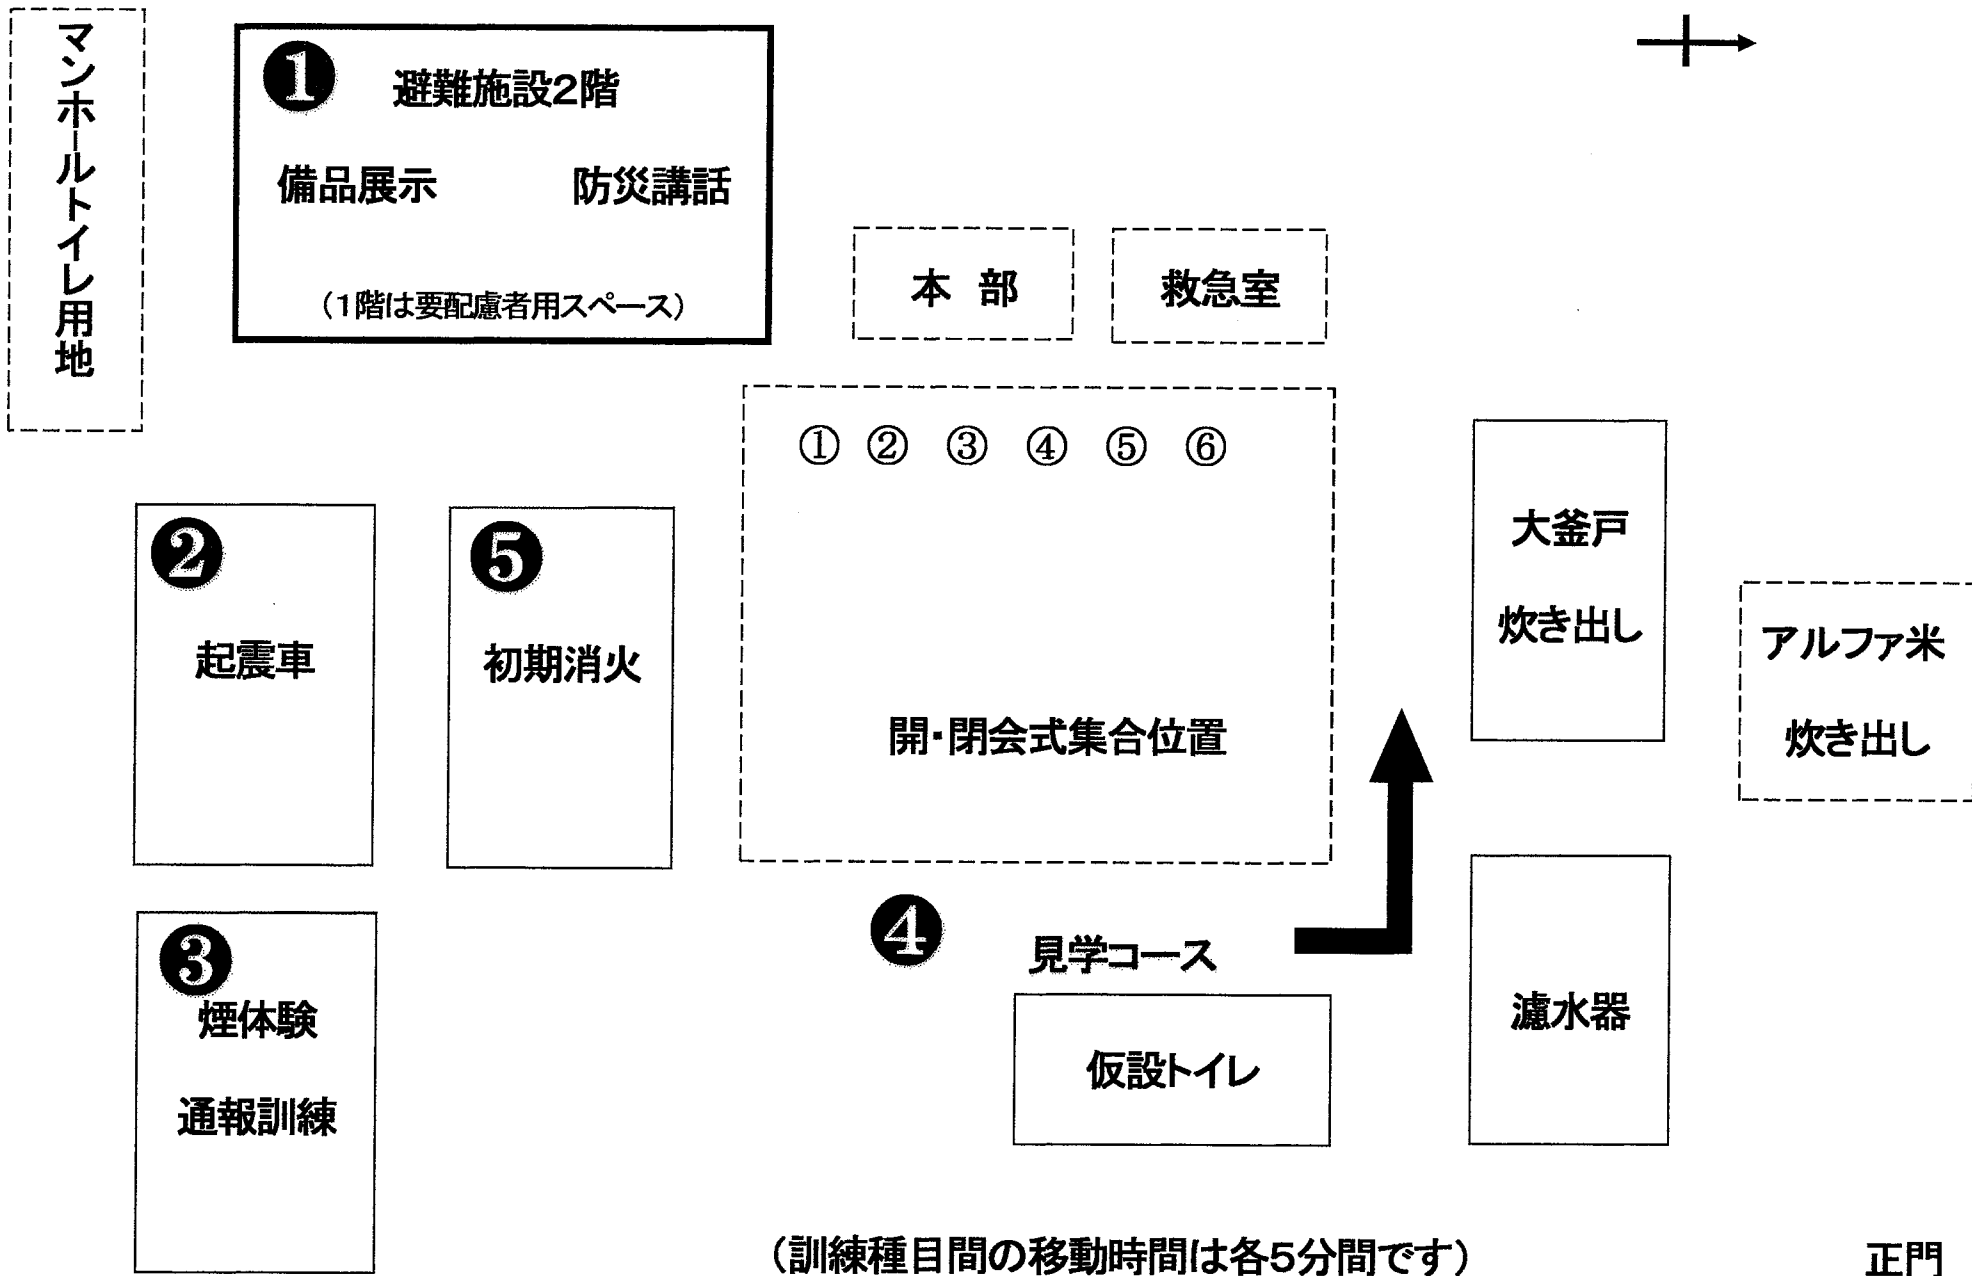 マンホールトイレ用地
❶ 避難施設2階
備品展示 防災講話
（1階は要配慮者用スペース）
本 部
救急室
① ② ③ ④ ⑤ ⑥
開・閉会式集合位置
❷
起震車
❺
初期消火
大釜戸
炊き出し
アルファ米
炊き出し
❸
煙体験
通報訓練
❹ 見学コース
仮設トイレ
濾水器
（訓練種目間の移動時間は各5分間です）
正門